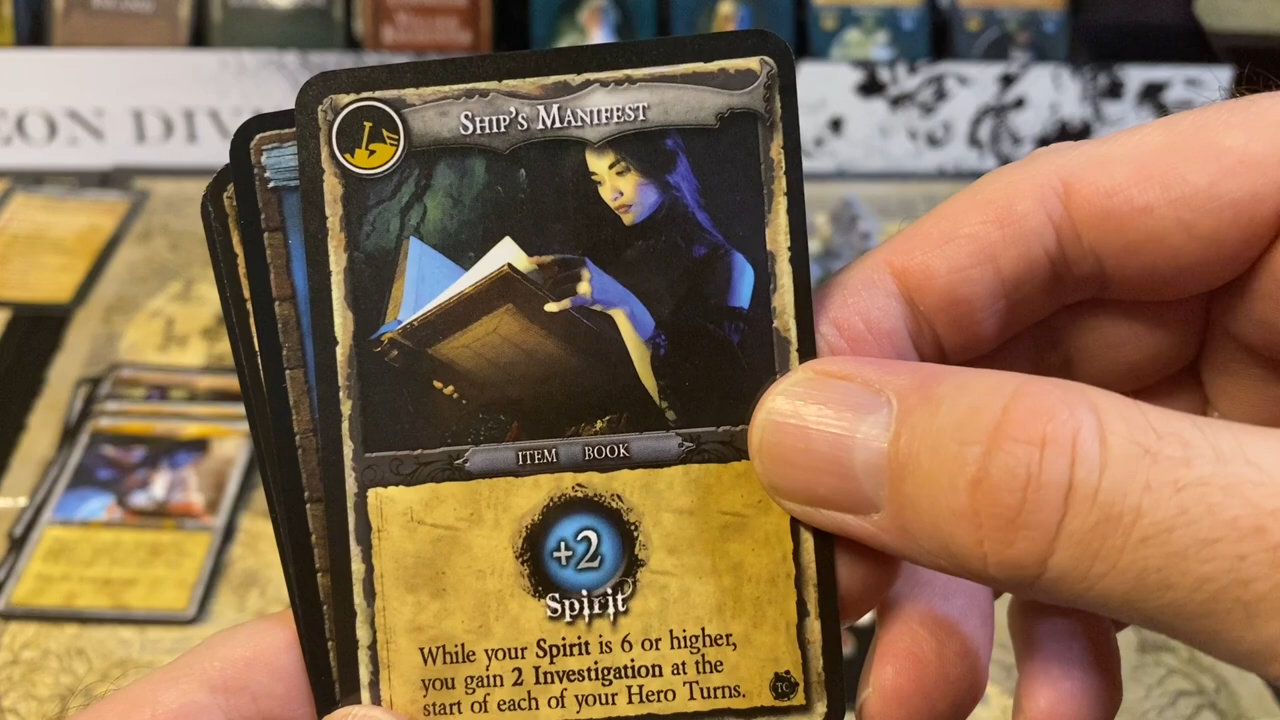 EON DIV
SHIP'S MANIFEST
ITEM BOOK
+2
Spirit
While your Spirit is 6 or higher,
you gain 2 Investigation at the
start of each of your Hero Turns.
TC